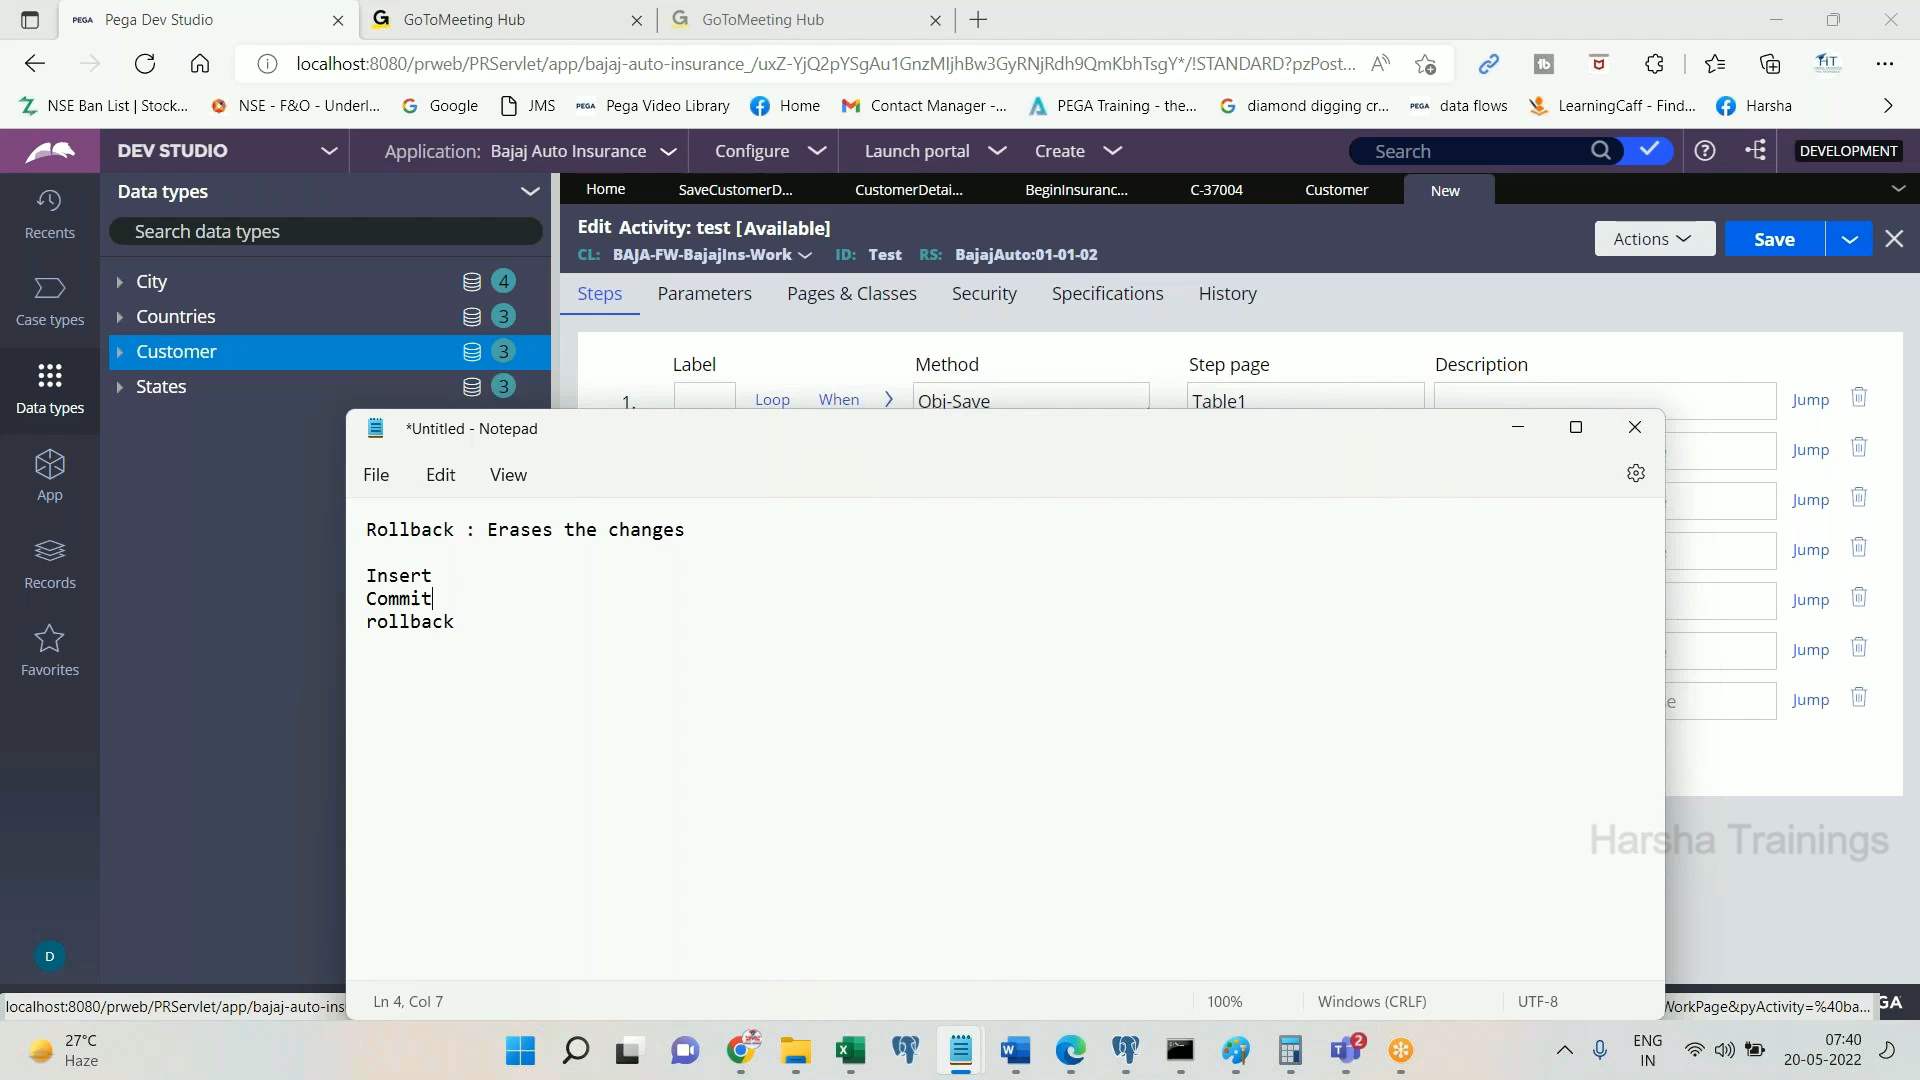 PEGA Pega Dev Studio
GoToMeeting Hub
GoToMeeting Hub
localhost:8080/prweb/PRServlet/app/bajaj-auto-insurance_/uxZ-YjQ2pYSgAu1GnzMIjhBw3GyRNjRdh9QmKbhTsgY*/!STANDARD?pzPost...
NSE Ban List | Stock...
NSE - F&O - Underl...
Google
JMS
PEGA Pega Video Library
Home
Contact Manager -...
PEGA Training - the...
diamond digging cr...
PEGA data flows
LearningCaff - Find...
Harsha
DEV STUDIO
Application: Bajaj Auto Insurance
Configure
Launch portal
Create
Search
DEVELOPMENT
Recents
Case types
Data types
App
Records
Favorites
D
Data types
Search data types
City 4
Countries 3
Customer 3
States 3
Home
SaveCustomerD...
CustomerDetai...
BeginInsuranc...
C-37004
Customer
New
Edit Activity: test [Available]
CL: BAJA-FW-BajajIns-Work ID: Test RS: BajajAuto:01-01-02
Actions
Save
Steps
Parameters
Pages & Classes
Security
Specifications
History
Label
Method
Step page
Description
1.
Loop
When
Obj-Save
Table1
Jump
Jump
Jump
Jump
Jump
Jump
Jump
*Untitled - Notepad
File
Edit
View
Rollback : Erases the changes
Insert
Commit
rollback
Ln 4, Col 7
100%
Windows (CRLF)
UTF-8
Harsha Trainings
localhost:8080/prweb/PRServlet/app/bajaj-auto-ins
WorkPage&pyActivity=%40ba...
GA
27°C
Haze
2
ENG
IN
07:40
20-05-2022